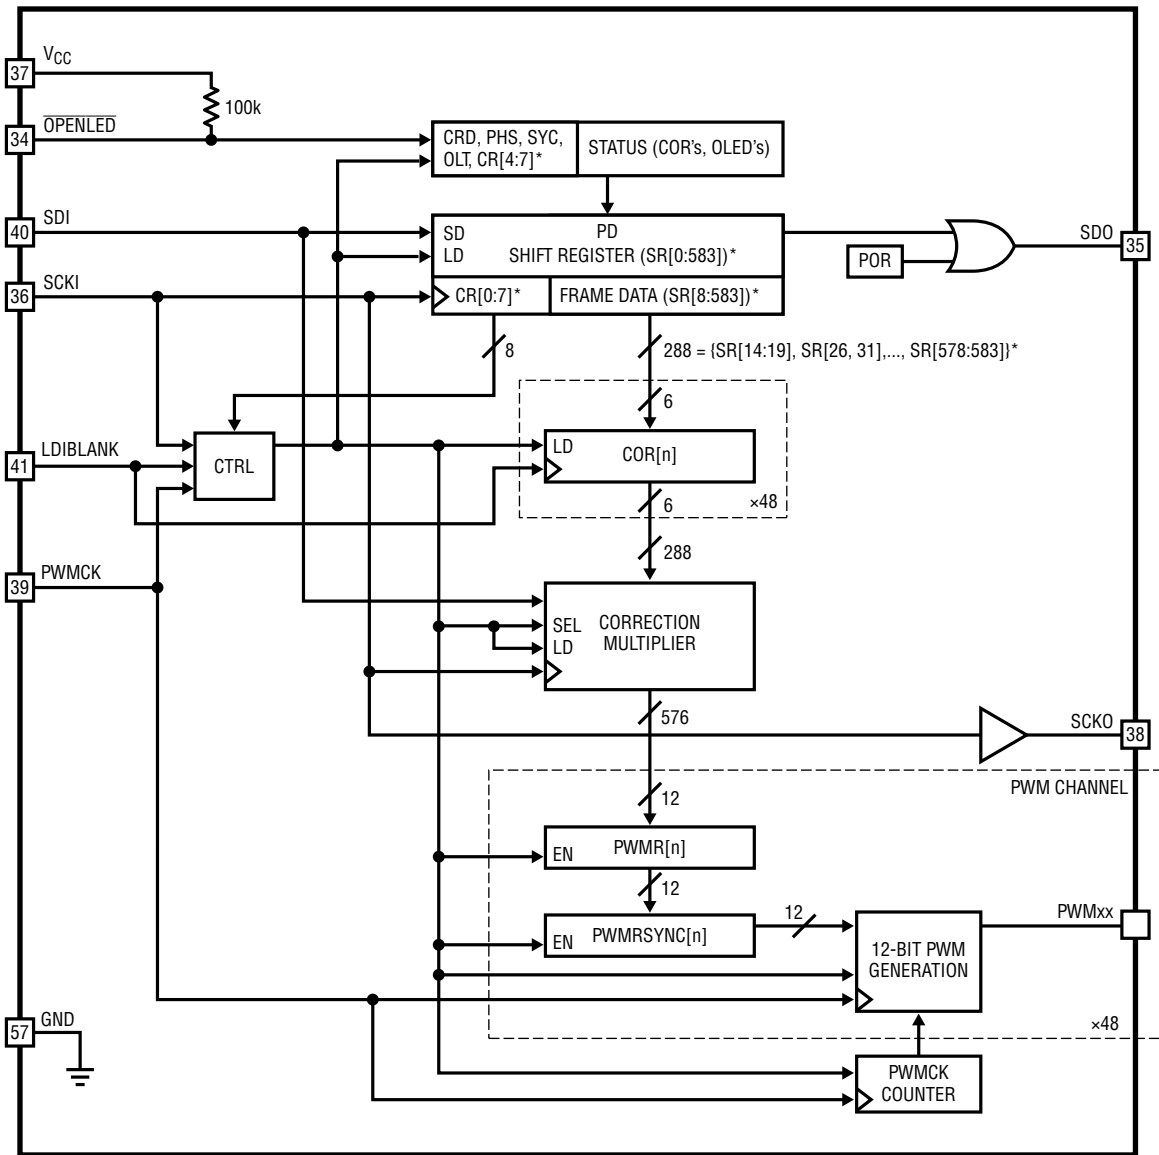 VCC
37
100k
OPENLED
34
CRD, PHS, SYC,
OLT, CR[4:7]*
STATUS (COR's, OLED's)
SDI
40
SD
LD
PD
SHIFT REGISTER (SR[0:583])*
POR
SDO
35
SCKI
36
CR[0:7]*
FRAME DATA (SR[8:583])*
8
288 = {SR[14:19], SR[26, 31],..., SR[578:583]}*
6
LDIBLANK
41
CTRL
LD
COR[n]
6
×48
288
PWMCK
39
SEL
LD
CORRECTION
MULTIPLIER
576
SCKO
38
PWM CHANNEL
12
EN
PWMR[n]
12
EN
PWMRSYNC[n]
12
12-BIT PWM
GENERATION
PWMxx
×48
GND
57
PWMCK
COUNTER